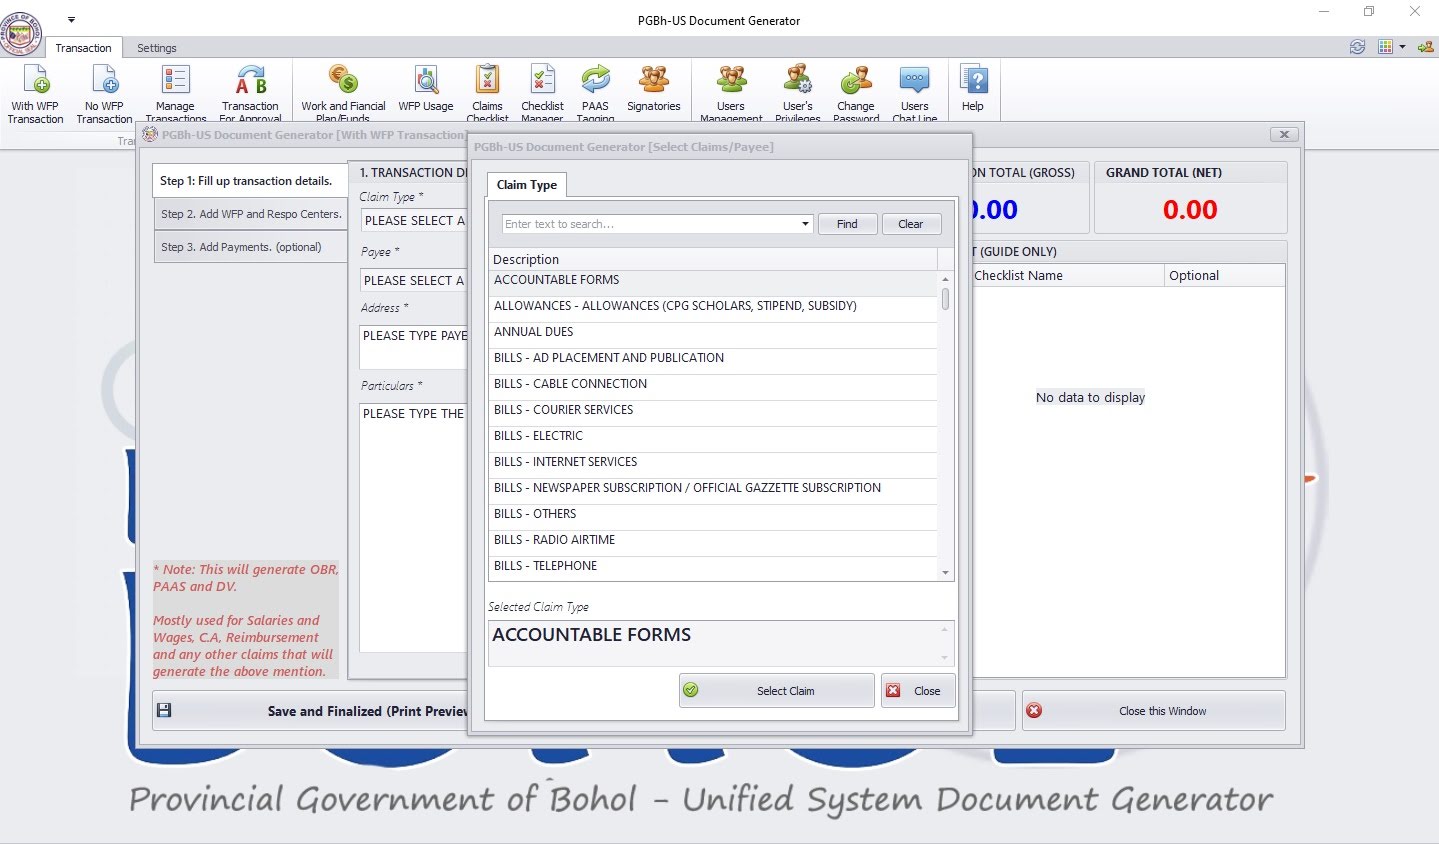 PGBh-US Document Generator
PROVINCE OF BOHOL
OFFICIAL SEAL
Transaction
Settings
With WFP Transaction
No WFP Transaction
Manage Transactions
Transaction For Approval
Work and Fiancial Plan/Funds
WFP Usage
Claims Checklist
Checklist Manager
PAAS Tagging
Signatories
Users Management
User's Privileges
Change Password
Users Chat Line
Help
Tra
PGBh-US Document Generator [With WFP Transaction]
Step 1: Fill up transaction details.
Step 2. Add WFP and Respo Centers.
Step 3. Add Payments. (optional)
* Note: This will generate OBR,
PAAS and DV.
Mostly used for Salaries and
Wages, C.A, Reimbursement
and any other claims that will
generate the above mention.
1. TRANSACTION D
Claim Type *
PLEASE SELECT A
Payee *
PLEASE SELECT A
Address *
PLEASE TYPE PAYE
Particulars *
PLEASE TYPE THE
PGBh-US Document Generator [Select Claims/Payee]
Claim Type
Enter text to search...
Find
Clear
Description
ACCOUNTABLE FORMS
ALLOWANCES - ALLOWANCES (CPG SCHOLARS, STIPEND, SUBSIDY)
ANNUAL DUES
BILLS - AD PLACEMENT AND PUBLICATION
BILLS - CABLE CONNECTION
BILLS - COURIER SERVICES
BILLS - ELECTRIC
BILLS - INTERNET SERVICES
BILLS - NEWSPAPER SUBSCRIPTION / OFFICIAL GAZZETTE SUBSCRIPTION
BILLS - OTHERS
BILLS - RADIO AIRTIME
BILLS - TELEPHONE
Selected Claim Type
ACCOUNTABLE FORMS
Select Claim
Close
ON TOTAL (GROSS)
0.00
GRAND TOTAL (NET)
0.00
T (GUIDE ONLY)
Checklist Name
Optional
No data to display
Save and Finalized (Print Preview
Close this Window
Provincial Government of Bohol - Unified System Document Generator